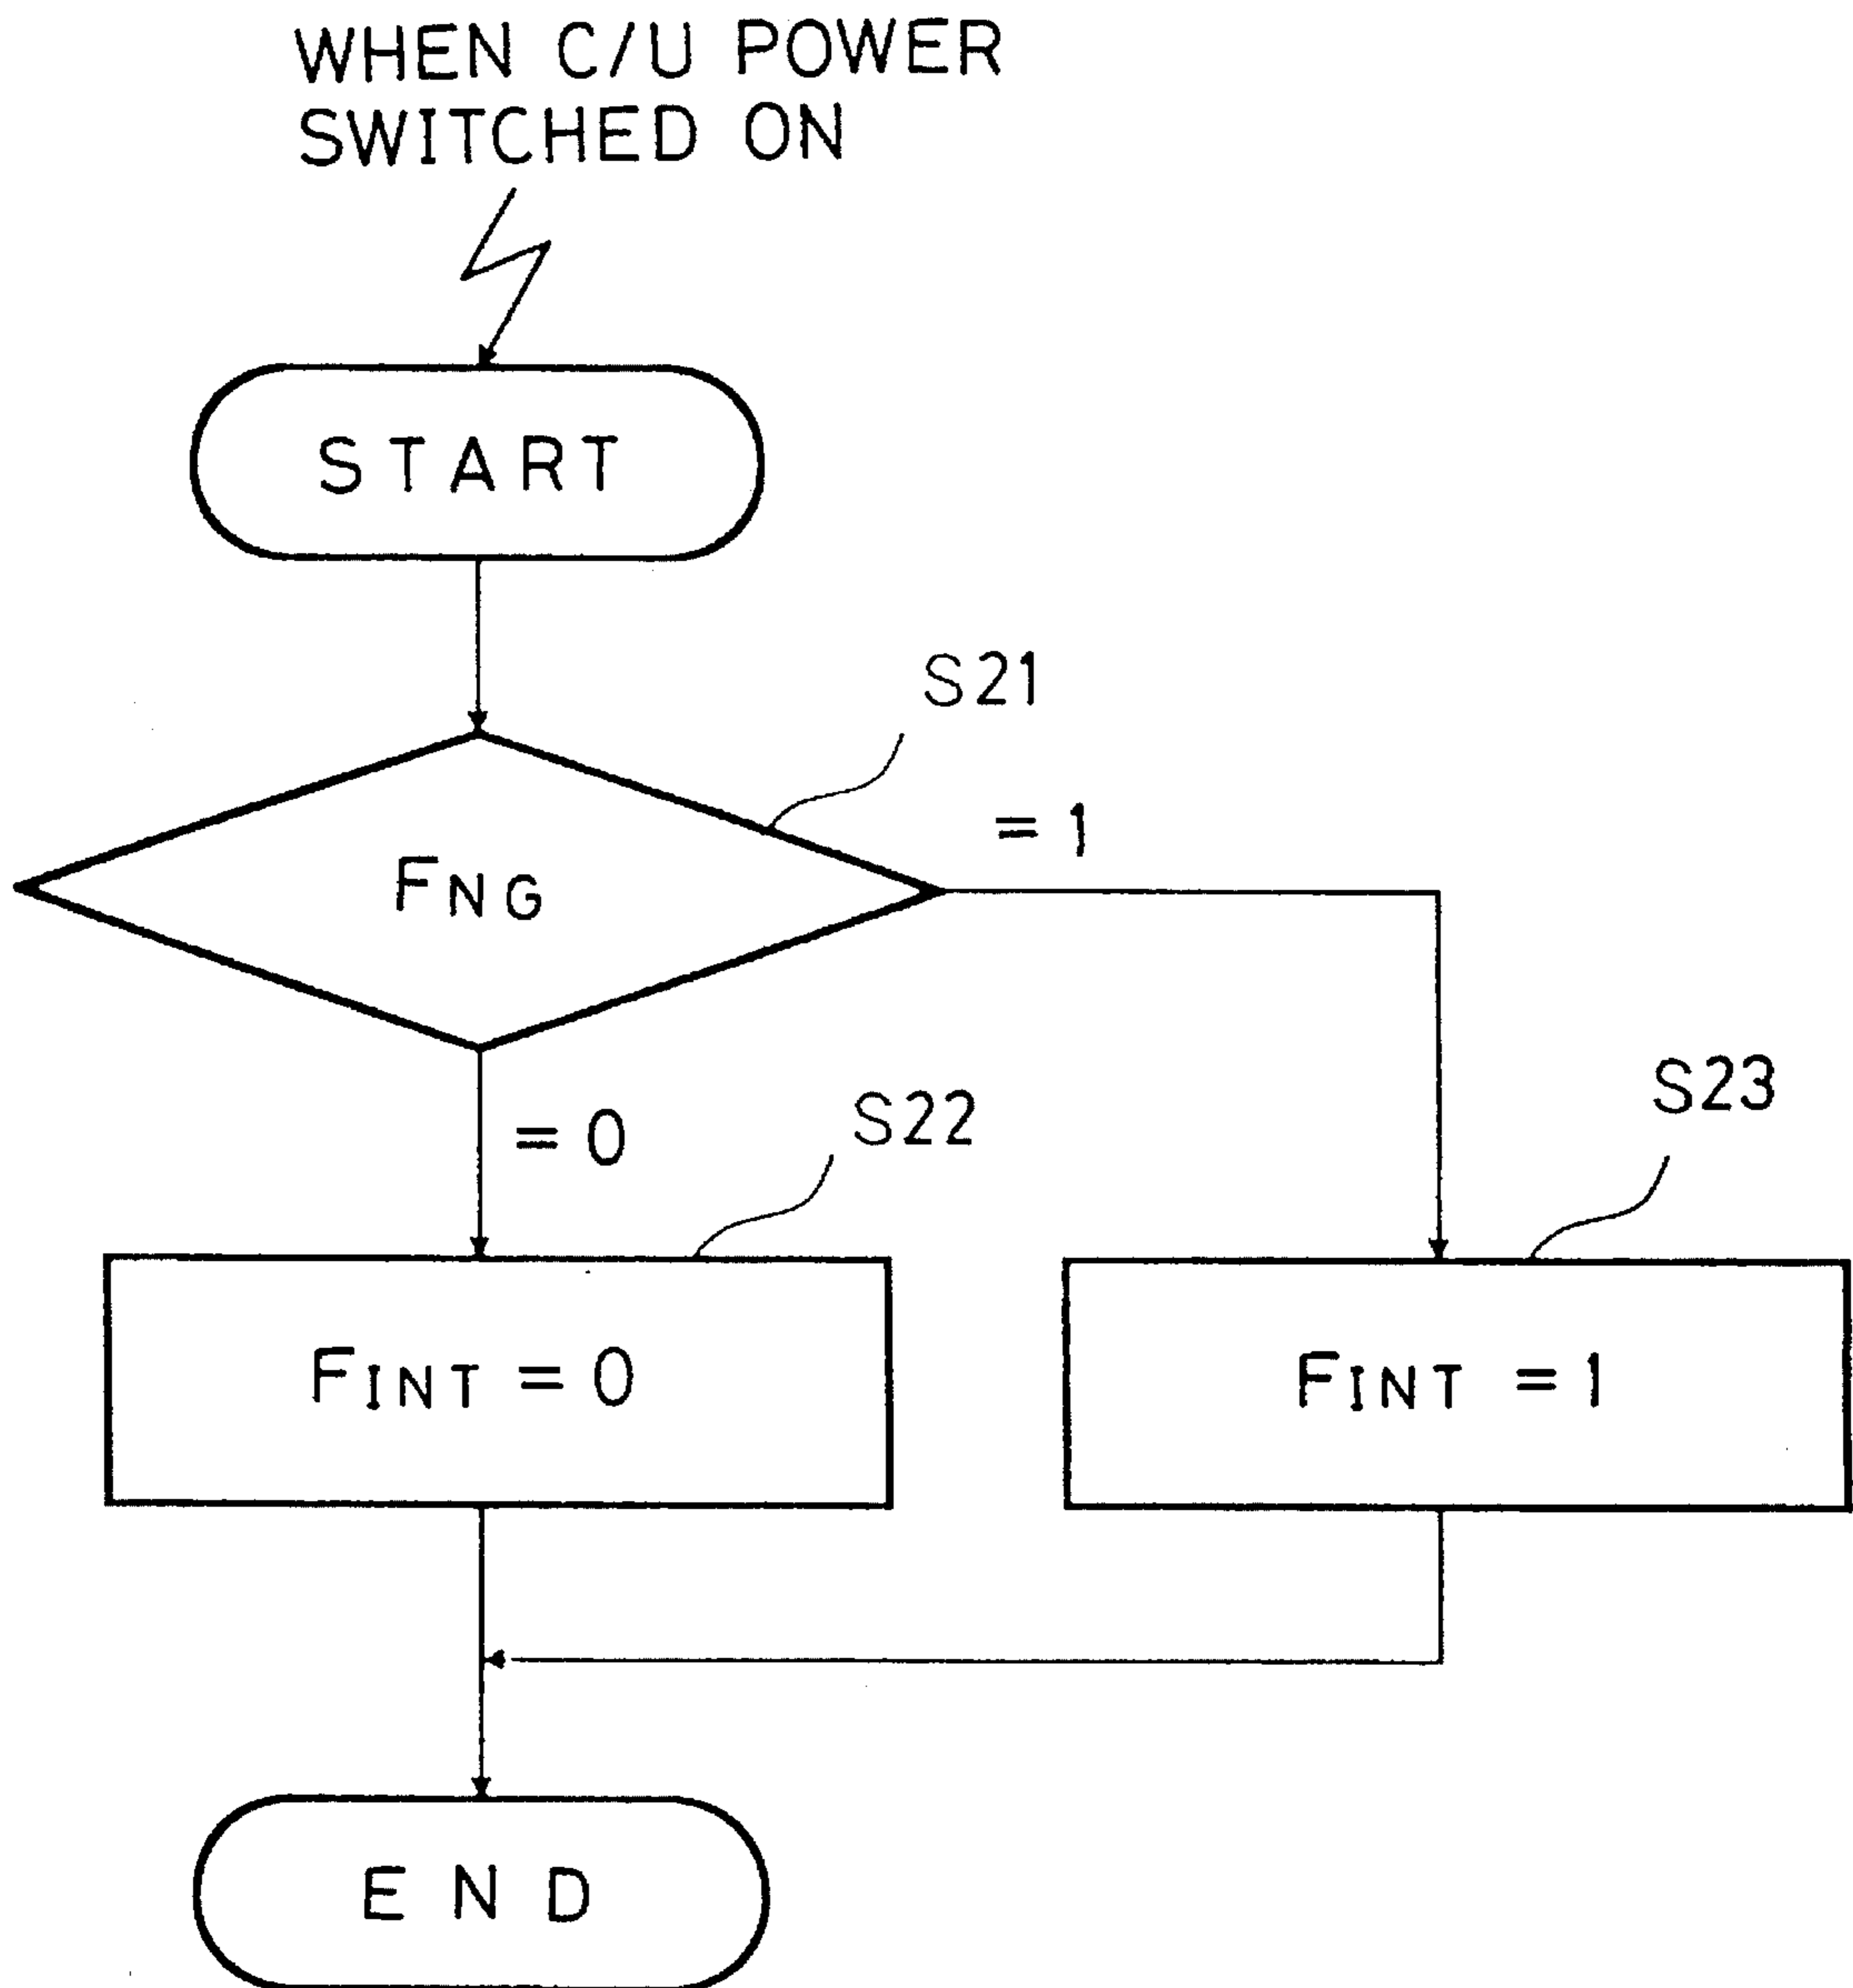 WHEN C/U POWER
SWITCHED ON
START
S21
= 1
FNG
= 0
S22
S23
FINT = 0
FINT = 1
END